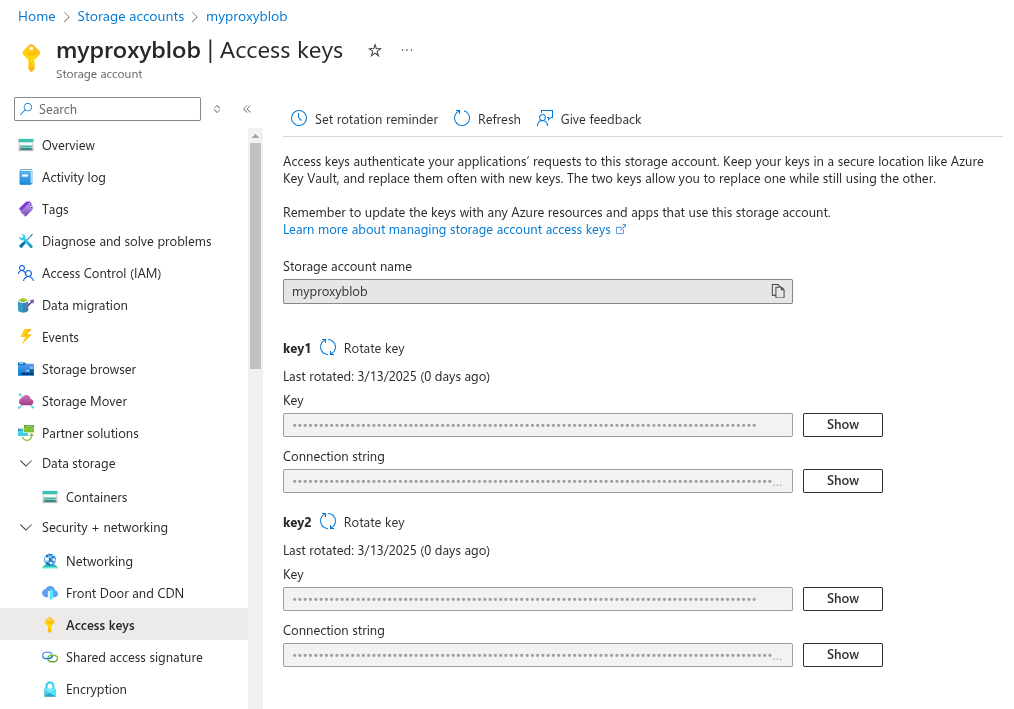 Home > Storage accounts > myproxyblob
myproxyblob | Access keys
Storage account
Search
Overview
Activity log
Tags
Diagnose and solve problems
Access Control (IAM)
Data migration
Events
Storage browser
Storage Mover
Partner solutions
Data storage
Containers
Security + networking
Networking
Front Door and CDN
Access keys
Shared access signature
Encryption
Set rotation reminder Refresh Give feedback
Access keys authenticate your applications’ requests to this storage account. Keep your keys in a secure location like Azure
Key Vault, and replace them often with new keys. The two keys allow you to replace one while still using the other.
Remember to update the keys with any Azure resources and apps that use this storage account.
Learn more about managing storage account access keys
Storage account name
myproxyblob
key1 Rotate key
Last rotated: 3/13/2025 (0 days ago)
Key
Show
Connection string
Show
key2 Rotate key
Last rotated: 3/13/2025 (0 days ago)
Key
Show
Connection string
Show